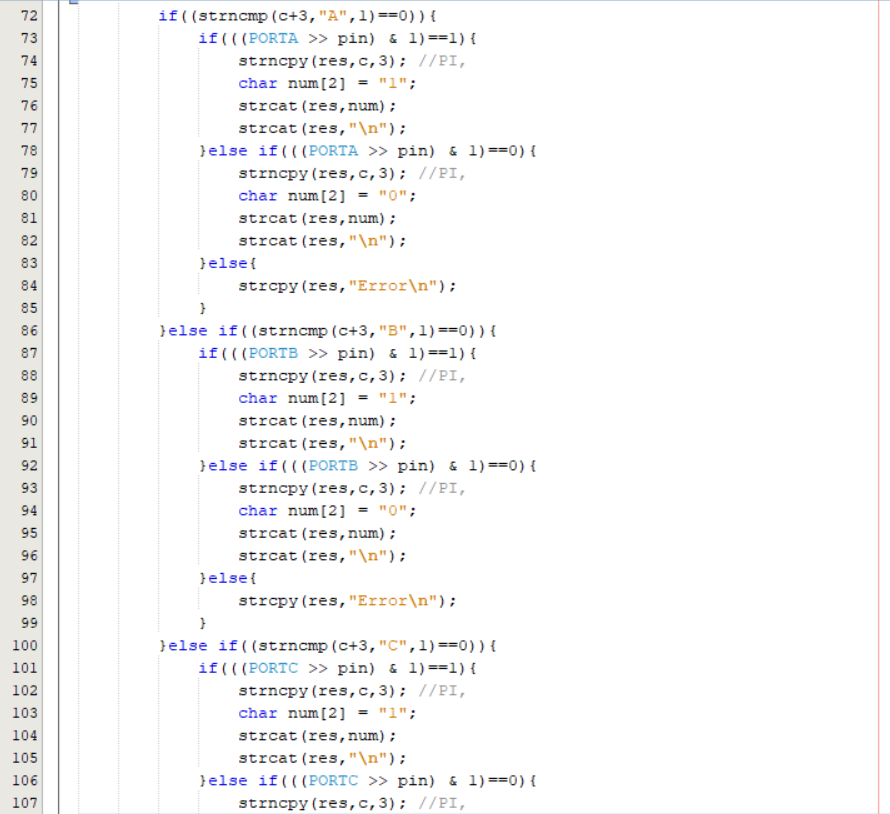 72 if((strncmp(c+3,"A",1)==0)){
73 if(((PORTA >> pin) & 1)==1){
74 strncpy(res,c,3); //PI,
75 char num[2] = "1";
76 strcat(res,num);
77 strcat(res,"\n");
78 }else if(((PORTA >> pin) & 1)==0){
79 strncpy(res,c,3); //PI,
80 char num[2] = "0";
81 strcat(res,num);
82 strcat(res,"\n");
83 }else{
84 strcpy(res,"Error\n");
85 }
86 }else if((strncmp(c+3,"B",1)==0)){
87 if(((PORTB >> pin) & 1)==1){
88 strncpy(res,c,3); //PI,
89 char num[2] = "1";
90 strcat(res,num);
91 strcat(res,"\n");
92 }else if(((PORTB >> pin) & 1)==0){
93 strncpy(res,c,3); //PI,
94 char num[2] = "0";
95 strcat(res,num);
96 strcat(res,"\n");
97 }else{
98 strcpy(res,"Error\n");
99 }
100 }else if((strncmp(c+3,"C",1)==0)){
101 if(((PORTC >> pin) & 1)==1){
102 strncpy(res,c,3); //PI,
103 char num[2] = "1";
104 strcat(res,num);
105 strcat(res,"\n");
106 }else if(((PORTC >> pin) & 1)==0){
107 strncpy(res,c,3); //PI,